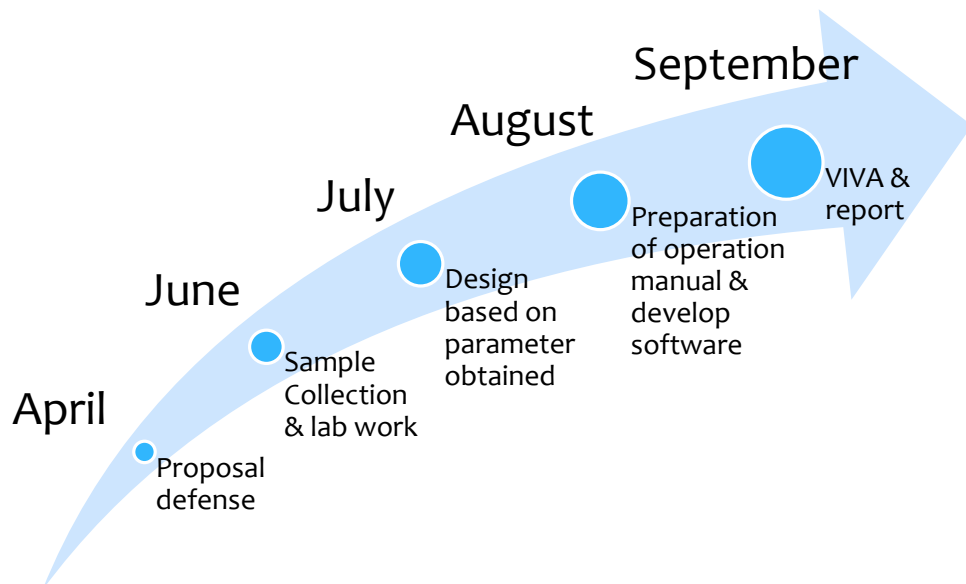 April
Proposal
defense
June
Sample
Collection
& lab work
July
Design
based on
parameter
obtained
August
Preparation
of operation
manual &
develop
software
September
VIVA &
report